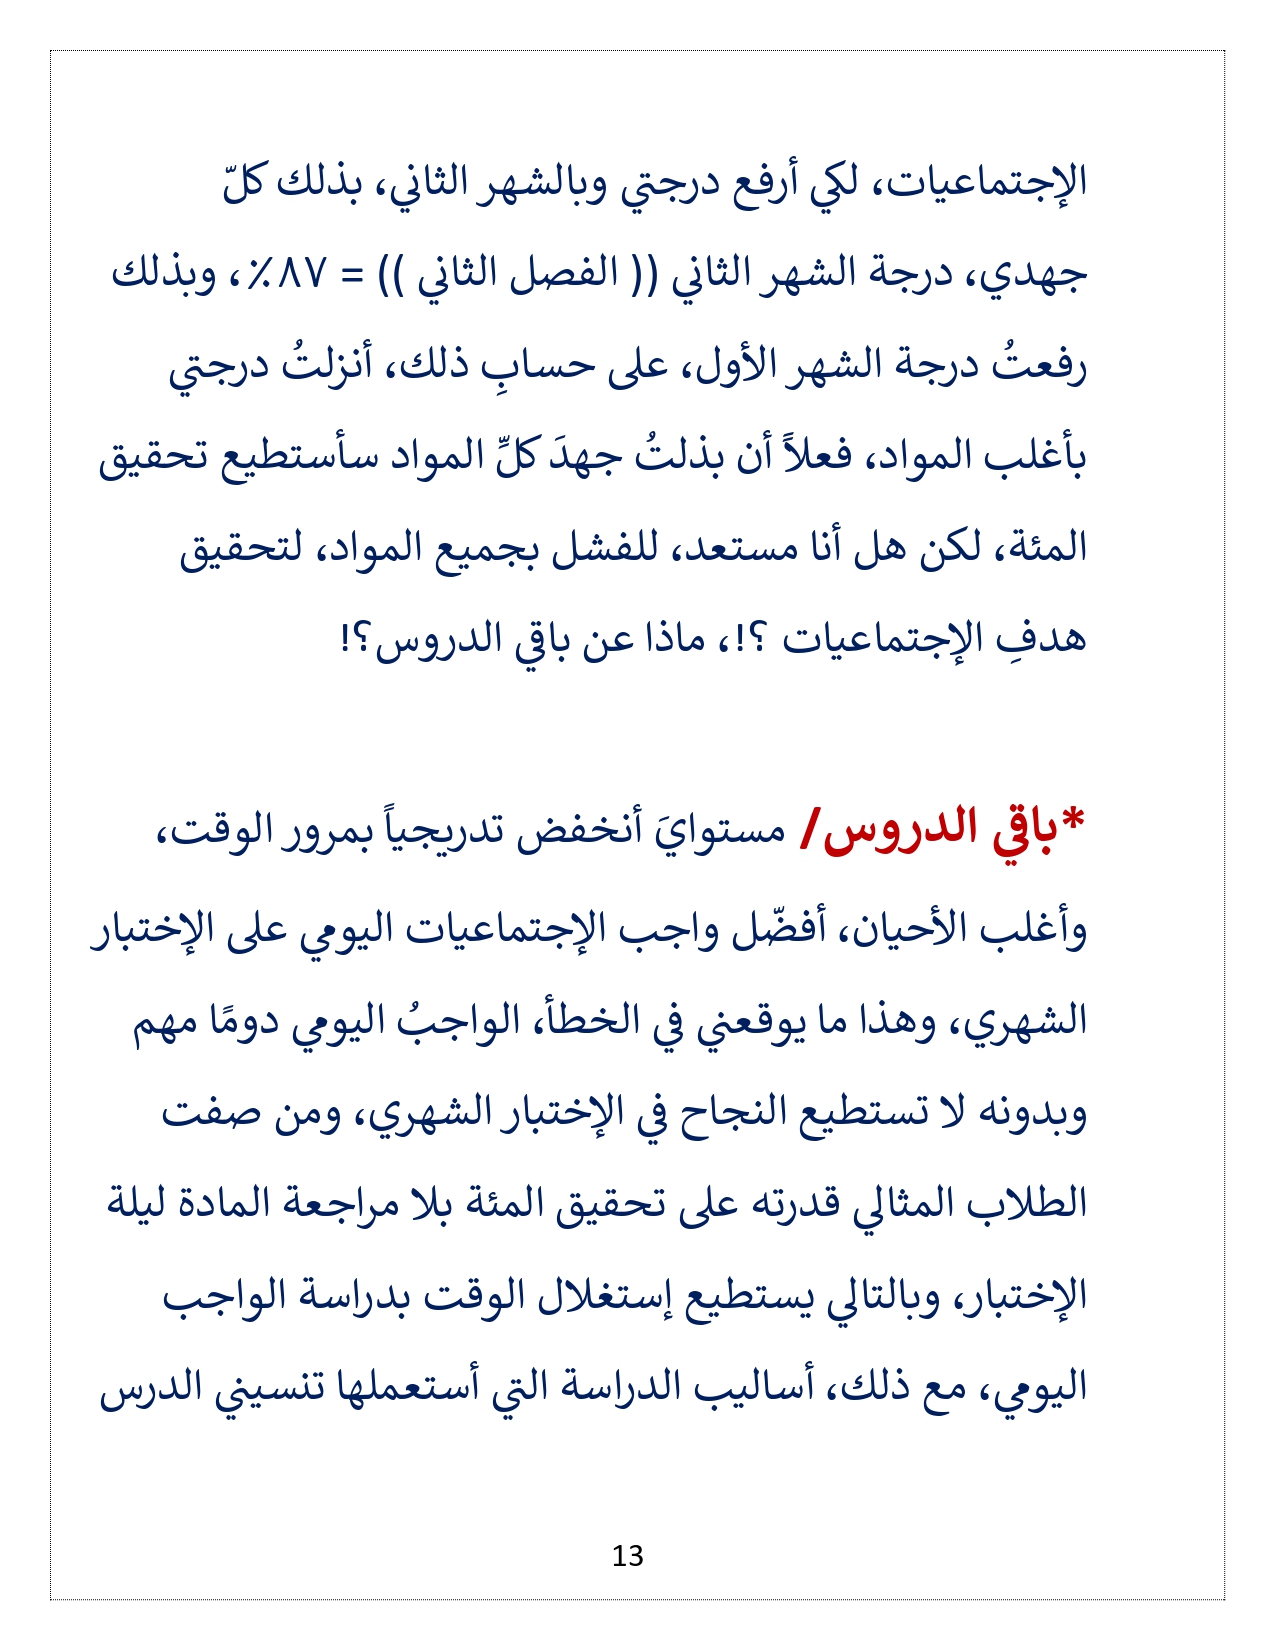 الإجتماعيات، لكي أرفع درجتي وبالشهر الثاني، بذلك كلّ
جهدي، درجة الشهر الثاني (( الفصل الثاني )) = ٨٧٪، وبذلك
رفعتُ درجة الشهر الأول، على حسابِ ذلك، أنزلتُ درجتي
بأغلب المواد، فعلاً أن بذلتُ جهدَ كلِّ المواد سأستطيع تحقيق
المئة، لكن هل أنا مستعد، للفشل بجميع المواد، لتحقيق
هدفِ الإجتماعيات ؟!، ماذا عن باقي الدروس؟!
*باقي الدروس/ مستوايَ أنخفض تدريجياً بمرور الوقت،
وأغلب الأحيان، أفضّل واجب الإجتماعيات اليومي على الإختبار
الشهري، وهذا ما يوقعني في الخطأ، الواجبُ اليومي دومًا مهم
وبدونه لا تستطيع النجاح في الإختبار الشهري، ومن صفت
الطلاب المثالي قدرته على تحقيق المئة بلا مراجعة المادة ليلة
الإختبار، وبالتالي يستطيع إستغلال الوقت بدراسة الواجب
اليومي، مع ذلك، أساليب الدراسة التي أستعملها تنسيني الدرس
13